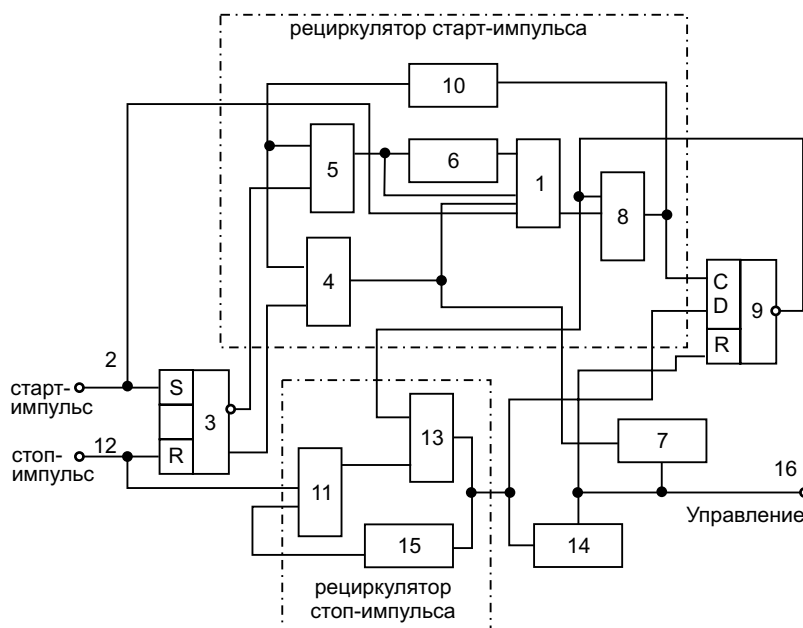 рециркулятор старт-импульса
10
5
6
1
8
4
C
D
9
R
2
старт-
импульс
S
3
12
стоп-
импульс
R
13
11
7
16
Управление
15
14
рециркулятор
стоп-импульса